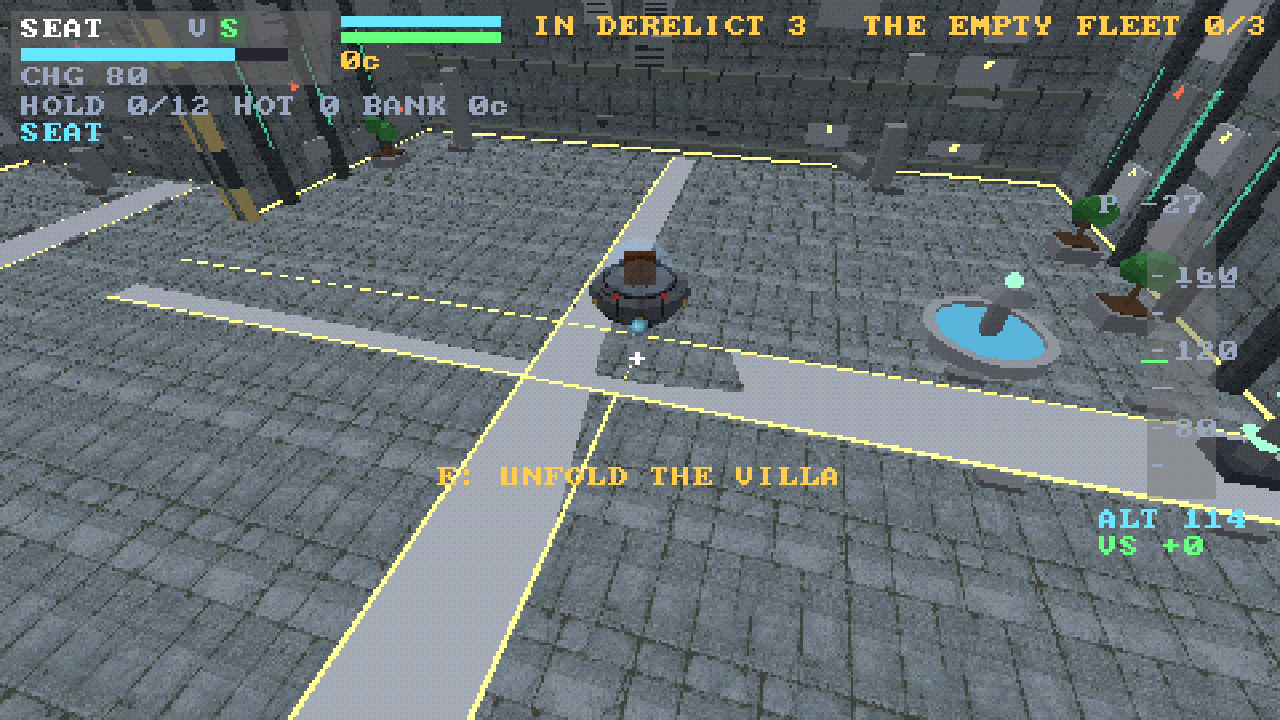 SEAT V S
CHG 80
HOLD 0/12 HOT 0 BANK 0c
SEAT
0c
IN DERELICT 3 THE EMPTY FLEET 0/3
P -27
160
120
80
E: UNFOLD THE VILLA
ALT 114
VS +0